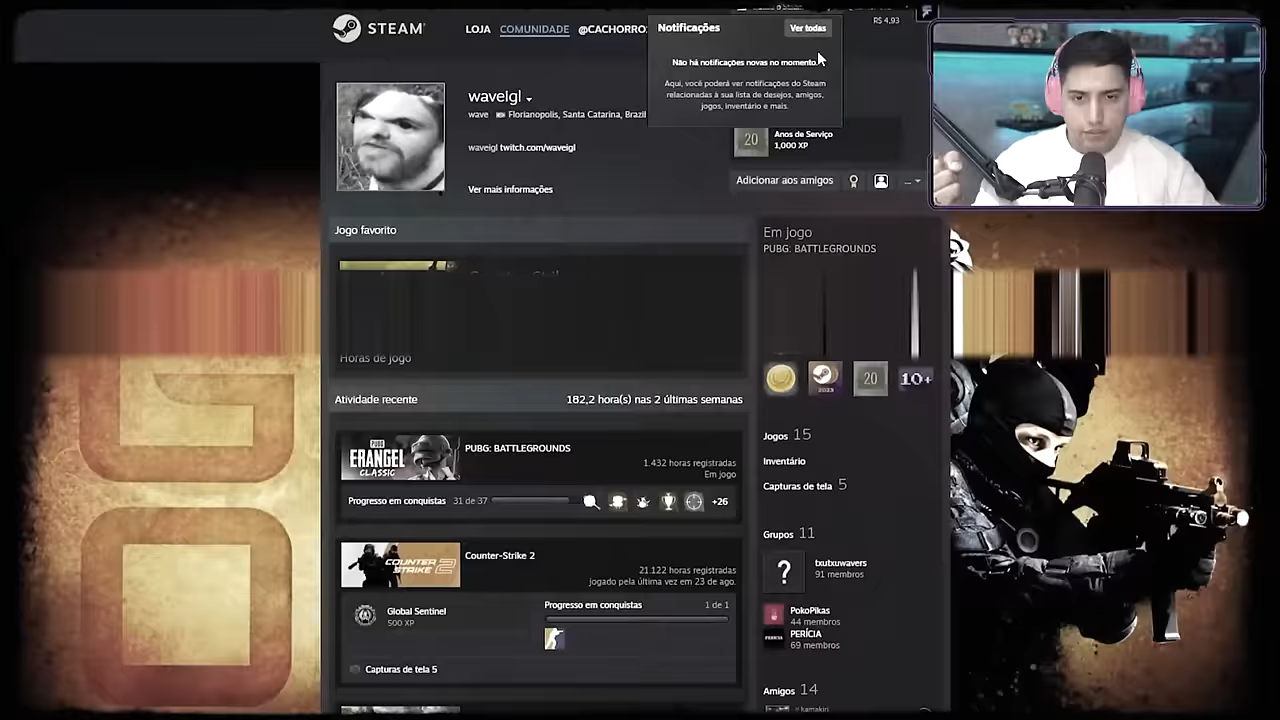 STEAM
LOJA COMUNIDADE @CACHORRO
R$ 4,93
Notificações
Ver todas
Não há notificações novas no momento.
Aqui, você poderá ver notificações do Steam
relacionadas à sua lista de desejos, amigos,
jogos, inventário e mais.
waveigl
wave Florianopolis, Santa Catarina, Brazil
waveigl twitch.com/waveigl
Ver mais informações
20
Anos de Serviço
1,000 XP
Adicionar aos amigos
...
Jogo favorito
Horas de jogo
Atividade recente
182,2 hora(s) nas 2 últimas semanas
PUBG
ERANGEL
CLASSIC
PUBG: BATTLEGROUNDS
1.432 horas registradas
Em jogo
Progresso em conquistas 31 de 37
+26
COUNTER
STRIKE 2
Counter-Strike 2
21.122 horas registradas
jogado pela última vez em 23 de ago.
Global Sentinel
500 XP
Progresso em conquistas 1 de 1
Capturas de tela 5
Em jogo
PUBG: BATTLEGROUNDS
2023
20
10+
Jogos 15
Inventário
Capturas de tela 5
Grupos 11
?
txutxuwavers
91 membros
PokoPikas
44 membros
PERÍCIA
PERÍCIA
69 membros
Amigos 14
GO